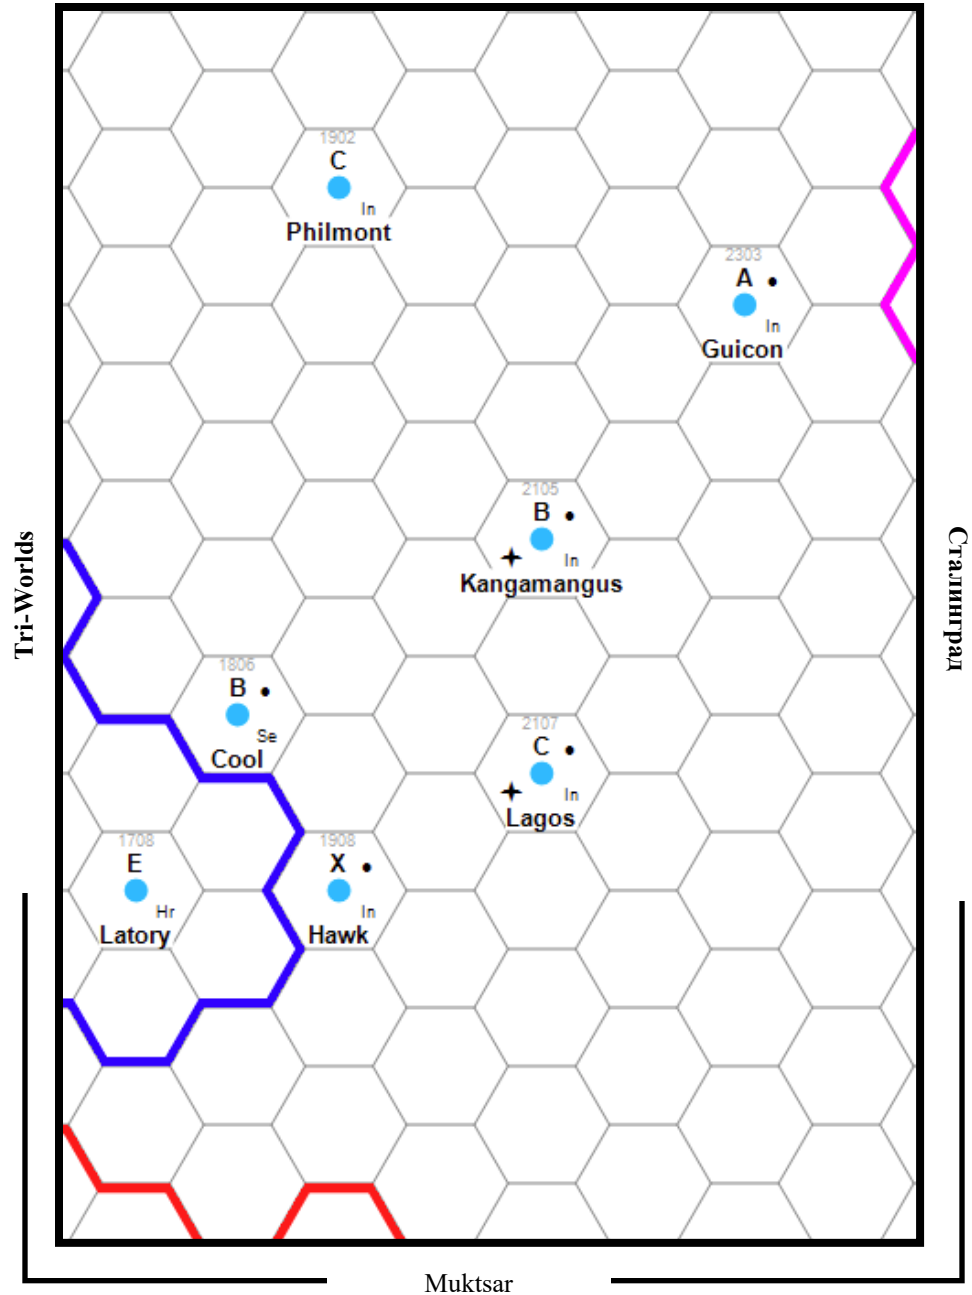 1902
C
In
Philmont
2303
A
In
Guicon
2105
B
In
Kangamangus
Tri-Worlds
Сталинград
1806
B
Se
Cool
2107
C
In
Lagos
1708
E
Hr
Latory
1908
X
In
Hawk
Muktsar